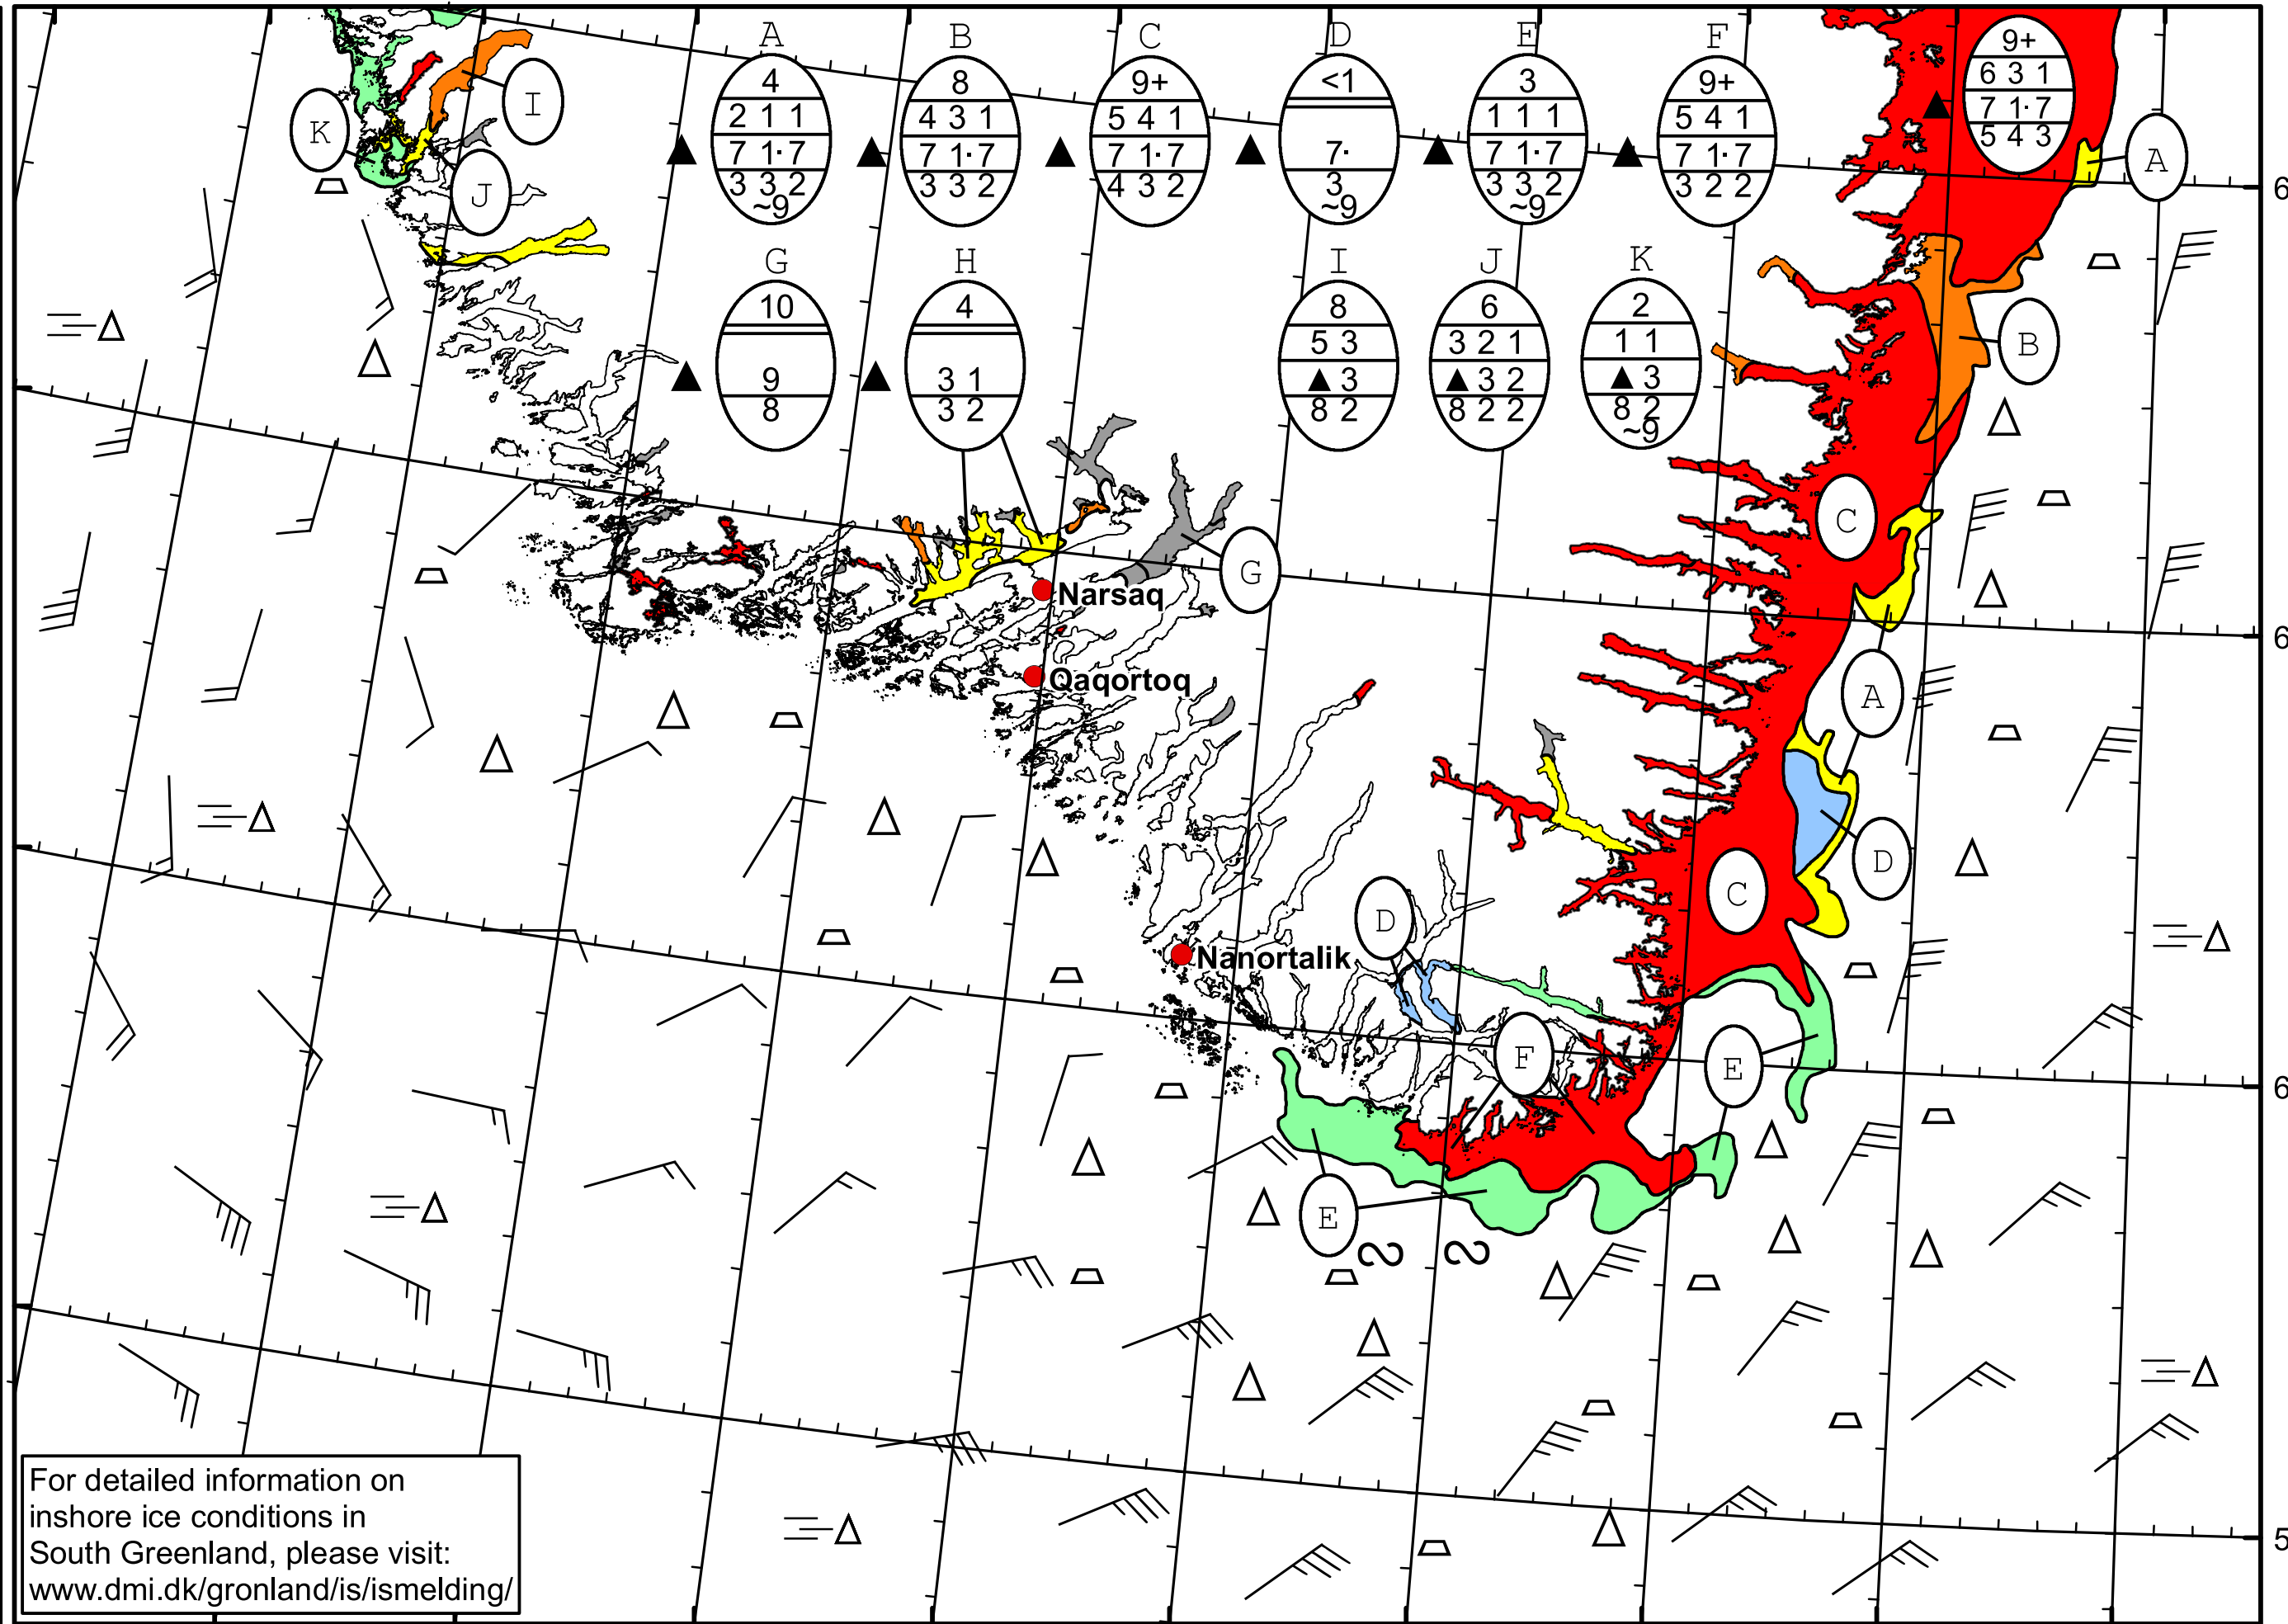 A B C D E F
4
2 1 1
7 1· 7
3 3 2
~9
8
4 3 1
7 1· 7
3 3 2
9+
5 4 1
7 1· 7
4 3 2
<1
7·
3
~9
3
1 1 1
7 1· 7
3 3 2
~9
9+
5 4 1
7 1· 7
3 2 2
9+
6 3 1
7 1· 7
5 4 3
K
I
J
A
6
G H I J K
10
9
8
4
3 1
3 2
8
5 3
▲ 3
8 2
6
3 2 1
▲ 3 2
8 2 2
2
1 1
▲ 3
8 2
~9
B
C
G
Narsaq
6
Qaqortoq
A
D
C
D
Nanortalik
F
E
6
E
For detailed information on
inshore ice conditions in
South Greenland, please visit:
www.dmi.dk/gronland/is/ismelding/
5